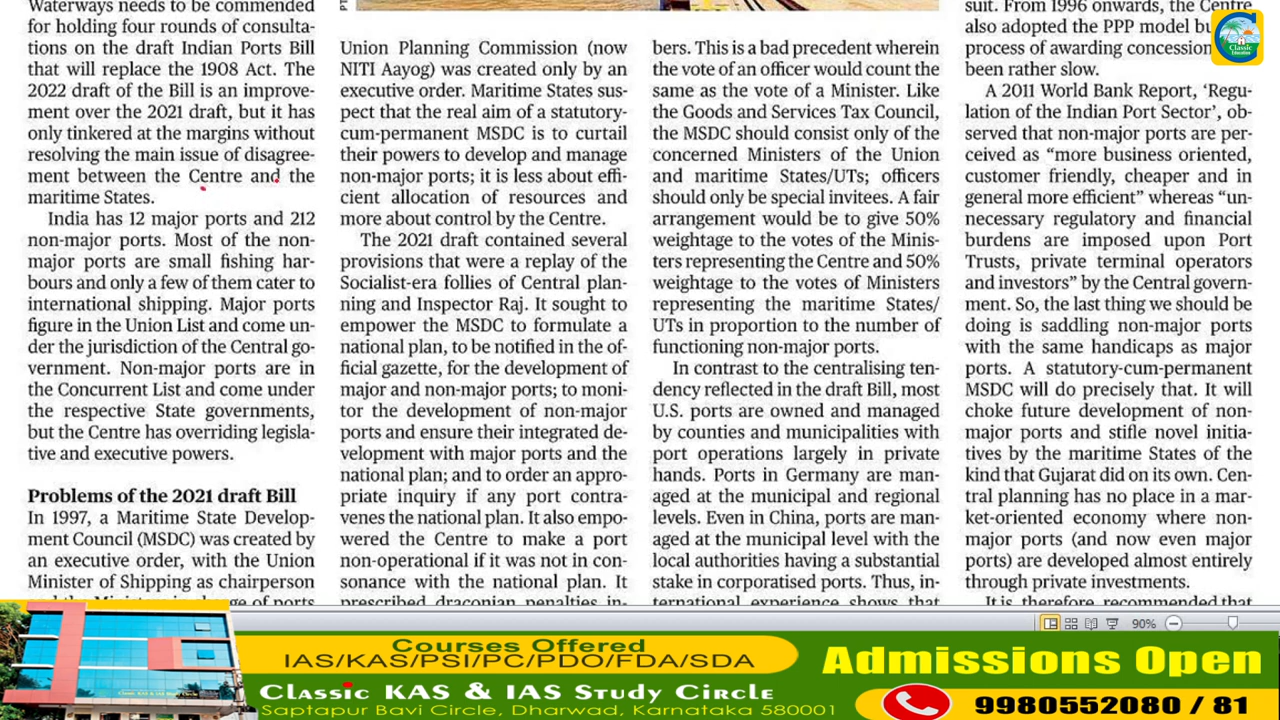 Waterways needs to be commended
for holding four rounds of consulta-
tions on the draft Indian Ports Bill
that will replace the 1908 Act. The
2022 draft of the Bill is an improve-
ment over the 2021 draft, but it has
only tinkered at the margins without
resolving the main issue of disagree-
ment between the Centre and the
maritime States.
India has 12 major ports and 212
non-major ports. Most of the non-
major ports are small fishing har-
bours and only a few of them cater to
international shipping. Major ports
figure in the Union List and come un-
der the jurisdiction of the Central go-
vernment. Non-major ports are in
the Concurrent List and come under
the respective State governments,
but the Centre has overriding legisla-
tive and executive powers.
Problems of the 2021 draft Bill
In 1997, a Maritime State Develop-
ment Council (MSDC) was created by
an executive order, with the Union
Minister of Shipping as chairperson
Union Planning Commission (now
NITI Aayog) was created only by an
executive order. Maritime States sus-
pect that the real aim of a statutory-
cum-permanent MSDC is to curtail
their powers to develop and manage
non-major ports; it is less about effi-
cient allocation of resources and
more about control by the Centre.
The 2021 draft contained several
provisions that were a replay of the
Socialist-era follies of Central plan-
ning and Inspector Raj. It sought to
empower the MSDC to formulate a
national plan, to be notified in the of-
ficial gazette, for the development of
major and non-major ports; to moni-
tor the development of non-major
ports and ensure their integrated de-
velopment with major ports and the
national plan; and to order an appro-
priate inquiry if any port contra-
venes the national plan. It also empo-
wered the Centre to make a port
non-operational if it was not in con-
sonance with the national plan. It
prescribed draconian penalties in-
bers. This is a bad precedent wherein
the vote of an officer would count the
same as the vote of a Minister. Like
the Goods and Services Tax Council,
the MSDC should consist only of the
concerned Ministers of the Union
and maritime States/UTs; officers
should only be special invitees. A fair
arrangement would be to give 50%
weightage to the votes of the Minis-
ters representing the Centre and 50%
weightage to the votes of Ministers
representing the maritime States/
UTs in proportion to the number of
functioning non-major ports.
In contrast to the centralising ten-
dency reflected in the draft Bill, most
U.S. ports are owned and managed
by counties and municipalities with
port operations largely in private
hands. Ports in Germany are man-
aged at the municipal and regional
levels. Even in China, ports are man-
aged at the municipal level with the
local authorities having a substantial
stake in corporatised ports. Thus, in-
ternational experience shows that
suit. From 1996 onwards, the Centre
also adopted the PPP model
process of awarding concession
been rather slow.
A 2011 World Bank Report, ‘Regu-
lation of the Indian Port Sector’, ob-
served that non-major ports are per-
ceived as “more business oriented,
customer friendly, cheaper and in
general more efficient” whereas “un-
necessary regulatory and financial
burdens are imposed upon Port
Trusts, private terminal operators
and investors” by the Central govern-
ment. So, the last thing we should be
doing is saddling non-major ports
with the same handicaps as major
ports. A statutory-cum-permanent
MSDC will do precisely that. It will
choke future development of non-
major ports and stifle novel initia-
tives by the maritime States of the
kind that Gujarat did on its own. Cen-
tral planning has no place in a mar-
ket-oriented economy where non-
major ports (and now even major
ports) are developed almost entirely
through private investments.
It is, therefore, recommended that
Classic
Education
90%
Courses Offered
IAS/KAS/PSI/PC/PDO/FDA/SDA
Classic KAS & IAS Study Circle
Saptapur Bavi Circle, Dharwad, Karnataka 580001
Admissions Open
9980552080 / 81